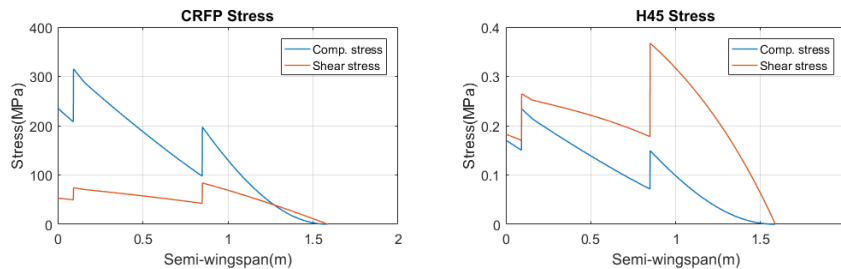 CRFP Stress
400
300
200
100
0
Stress(MPa)
Comp. stress
Shear stress
0 0.5 1 1.5 2
Semi-wingspan(m)
H45 Stress
0.4
0.3
0.2
0.1
0
Stress(MPa)
Comp. stress
Shear stress
0 0.5 1 1.5
Semi-wingspan(m)